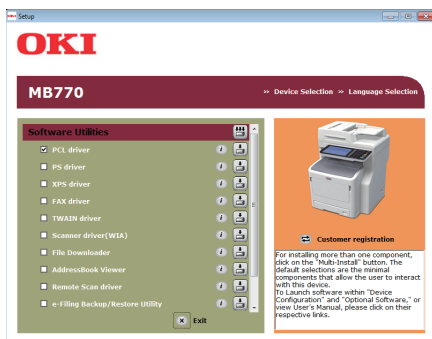 OKI Setup
OKI
MB770
» Device Selection » Language Selection
Software Utilities
PCL driver
PS driver
XPS driver
FAX driver
TWAIN driver
Scanner driver(WIA)
File Downloader
AddressBook Viewer
Remote Scan driver
e-Filing Backup/Restore Utility
Exit
Customer registration
For installing more than one component,
click on the "Multi-Install" button. The
default selections are the minimal
components that allow the user to interact
with this device.
To Launch software within "Device
Configuration" and "Optional Software," or
view User's Manual, please click on their
respective links.